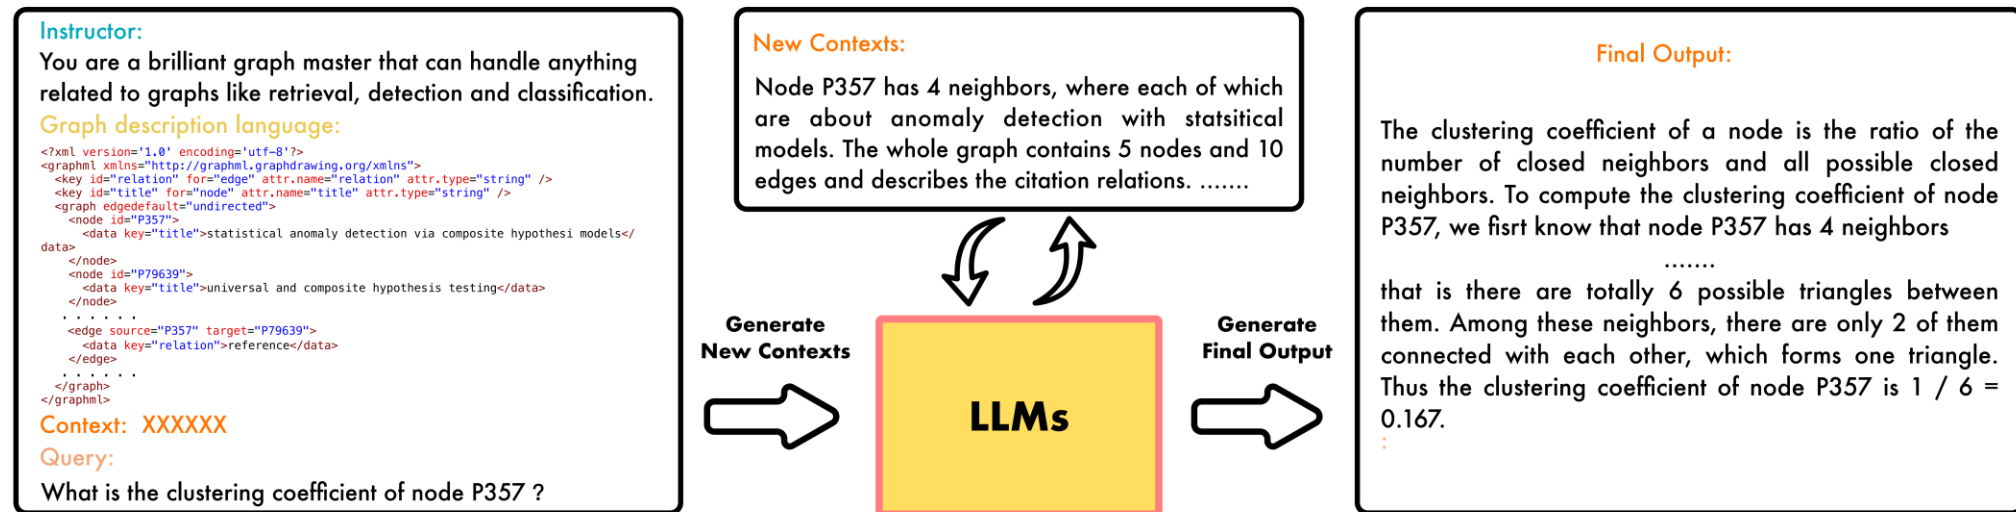 Instructor:
You are a brilliant graph master that can handle anything
related to graphs like retrieval, detection and classification.
Graph description language:
<?xml version='1.0' encoding='utf-8'?>
<graphml xmlns="http://graphml.graphdrawing.org/xmlns">
<key id="relation" for="edge" attr.name="relation" attr.type="string" />
<key id="title" for="node" attr.name="title" attr.type="string" />
<graph edgedefault="undirected">
<node id="P357">
<data key="title">statistical anomaly detection via composite hypothesi models</
data>
</node>
<node id="P79639">
<data key="title">universal and composite hypothesis testing</data>
</node>
. . . . . .
<edge source="P357" target="P79639">
<data key="relation">reference</data>
</edge>
. . . . . .
</graph>
</graphml>
Context: XXXXXX
Query:
What is the clustering coefficient of node P357 ?
Generate
New Contexts
New Contexts:
Node P357 has 4 neighbors, where each of which
are about anomaly detection with statsitical
models. The whole graph contains 5 nodes and 10
edges and describes the citation relations. .......
LLMs
Generate
Final Output
Final Output:
The clustering coefficient of a node is the ratio of the
number of closed neighbors and all possible closed
neighbors. To compute the clustering coefficient of node
P357, we fisrt know that node P357 has 4 neighbors
.......
that is there are totally 6 possible triangles between
them. Among these neighbors, there are only 2 of them
connected with each other, which forms one triangle.
Thus the clustering coefficient of node P357 is 1 / 6 =
0.167.
: